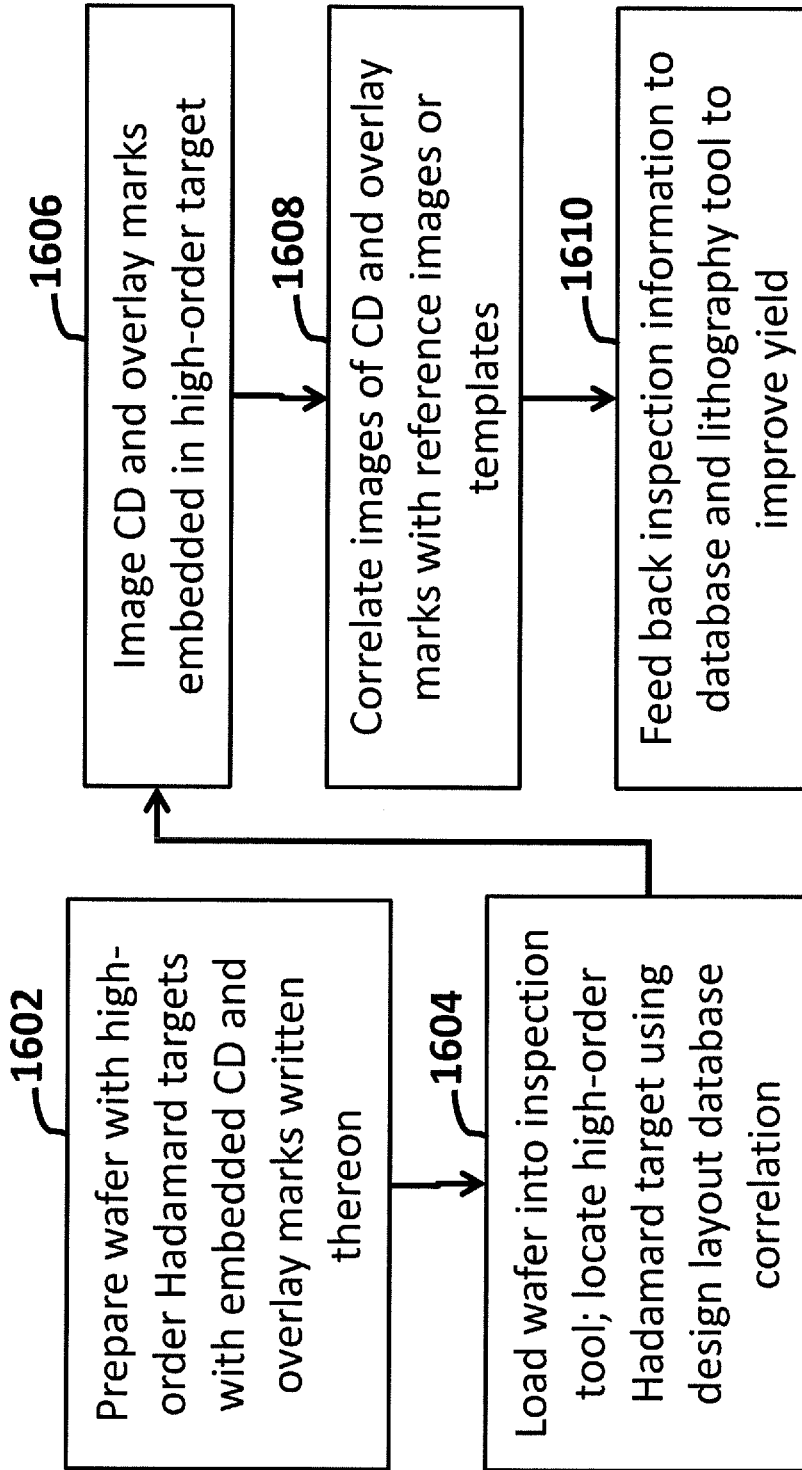 1602
Prepare wafer with high-
order Hadamard targets
with embedded CD and
overlay marks written
thereon
1604
Load wafer into inspection
tool; locate high-order
Hadamard target using
design layout database
correlation
1606
Image CD and overlay marks
embedded in high-order target
1608
Correlate images of CD and overlay
marks with reference images or
templates
1610
Feed back inspection information to
database and lithography tool to
improve yield